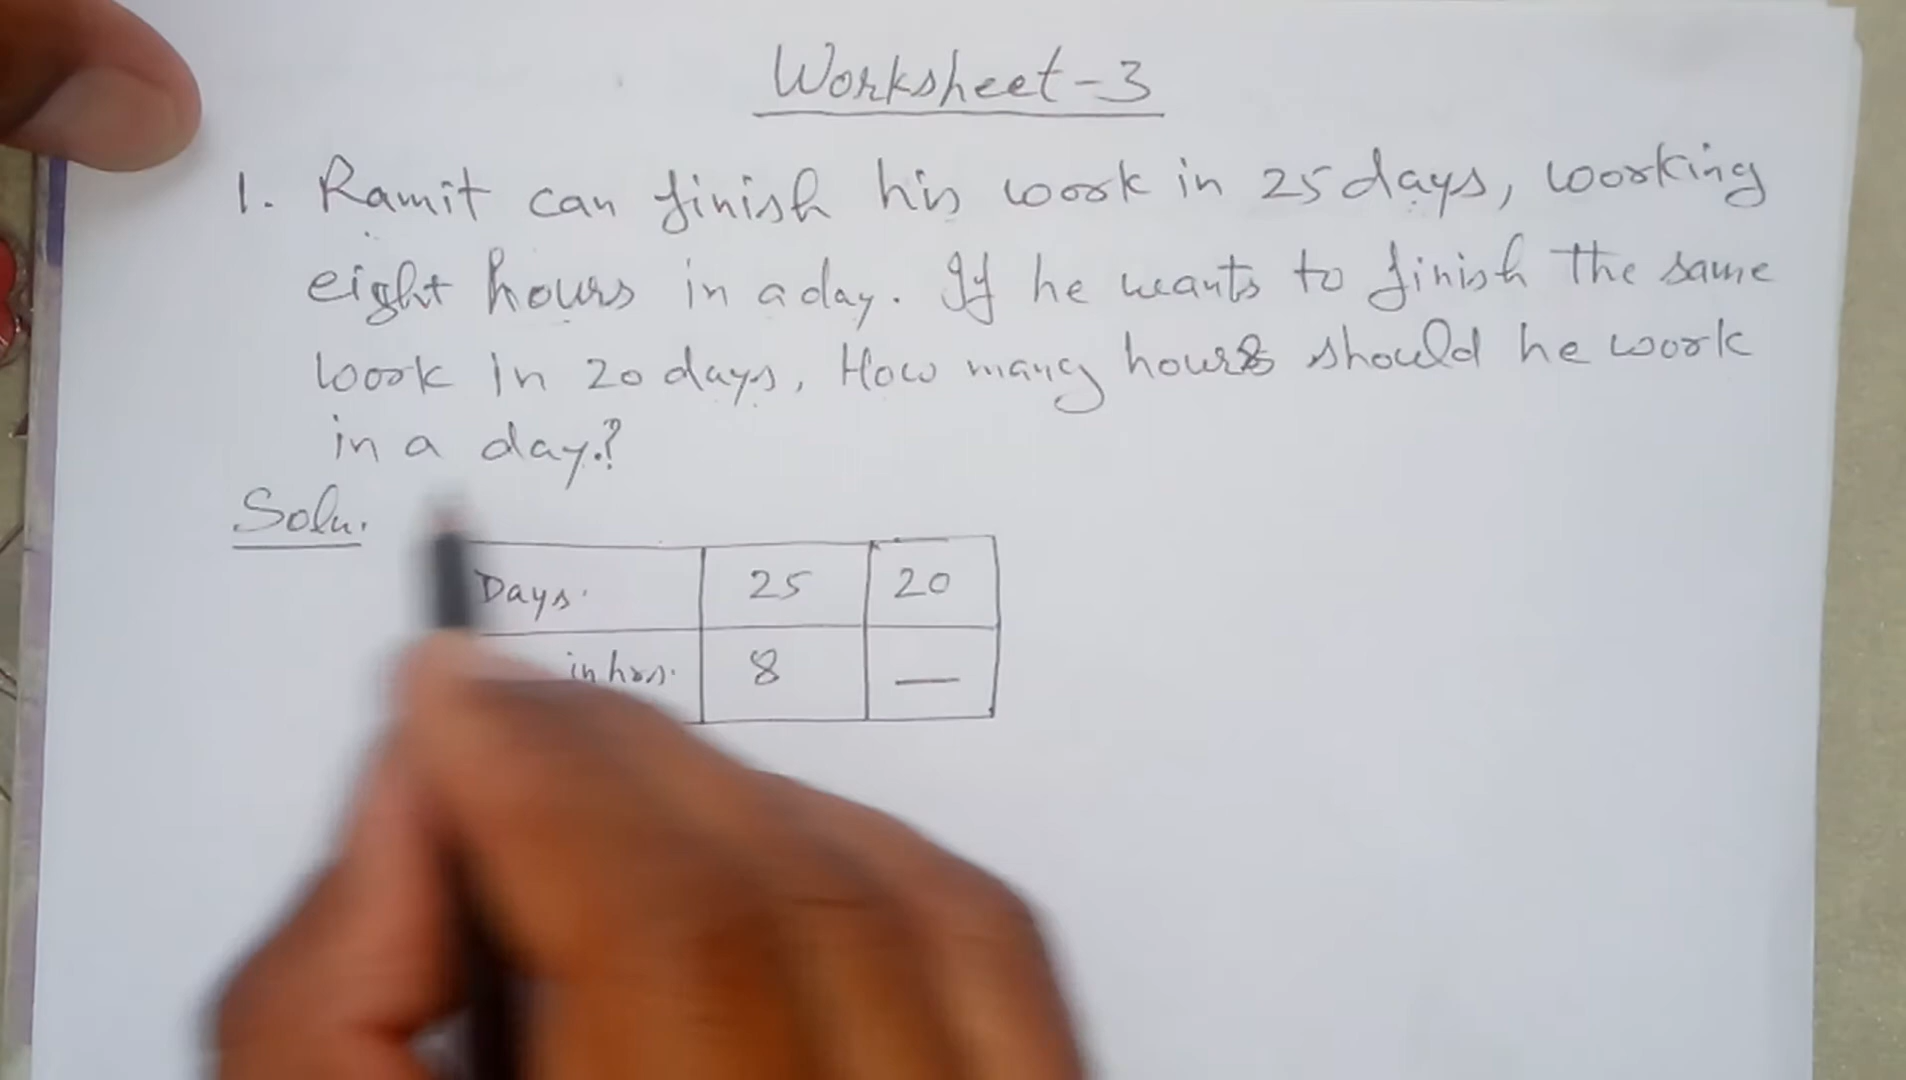 Worksheet-3
1. Ramit can finish his work in 25 days, working
eight hours in a day. If he wants to finish the same
work in 20 days, How many hours should he work
in a day.?
Soln.
Days. 25 20
in hrs. 8 —